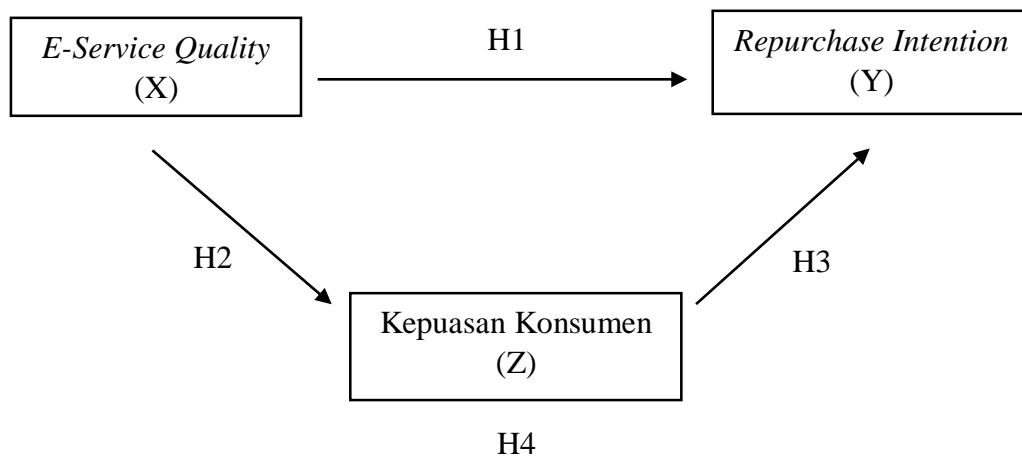 E-Service Quality
(X)
H1
Repurchase Intention
(Y)
H2
H3
Kepuasan Konsumen
(Z)
H4